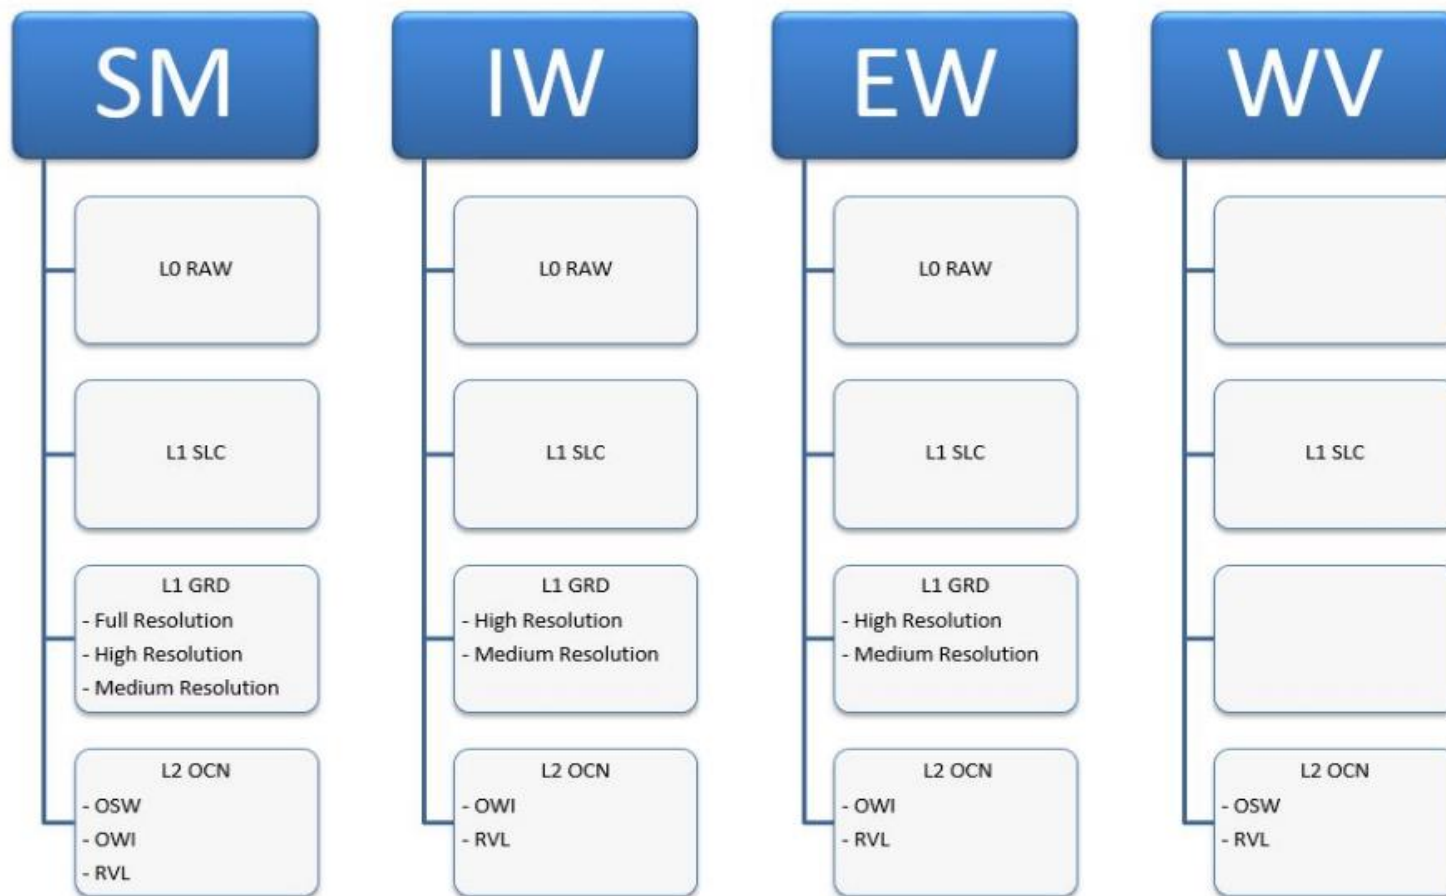 SM
L0 RAW
L1 SLC
L1 GRD
- Full Resolution
- High Resolution
- Medium Resolution
L2 OCN
- OSW
- OWI
- RVL
IW
L0 RAW
L1 SLC
L1 GRD
- High Resolution
- Medium Resolution
L2 OCN
- OWI
- RVL
EW
L0 RAW
L1 SLC
L1 GRD
- High Resolution
- Medium Resolution
L2 OCN
- OWI
- RVL
WV
L1 SLC
L2 OCN
- OSW
- RVL